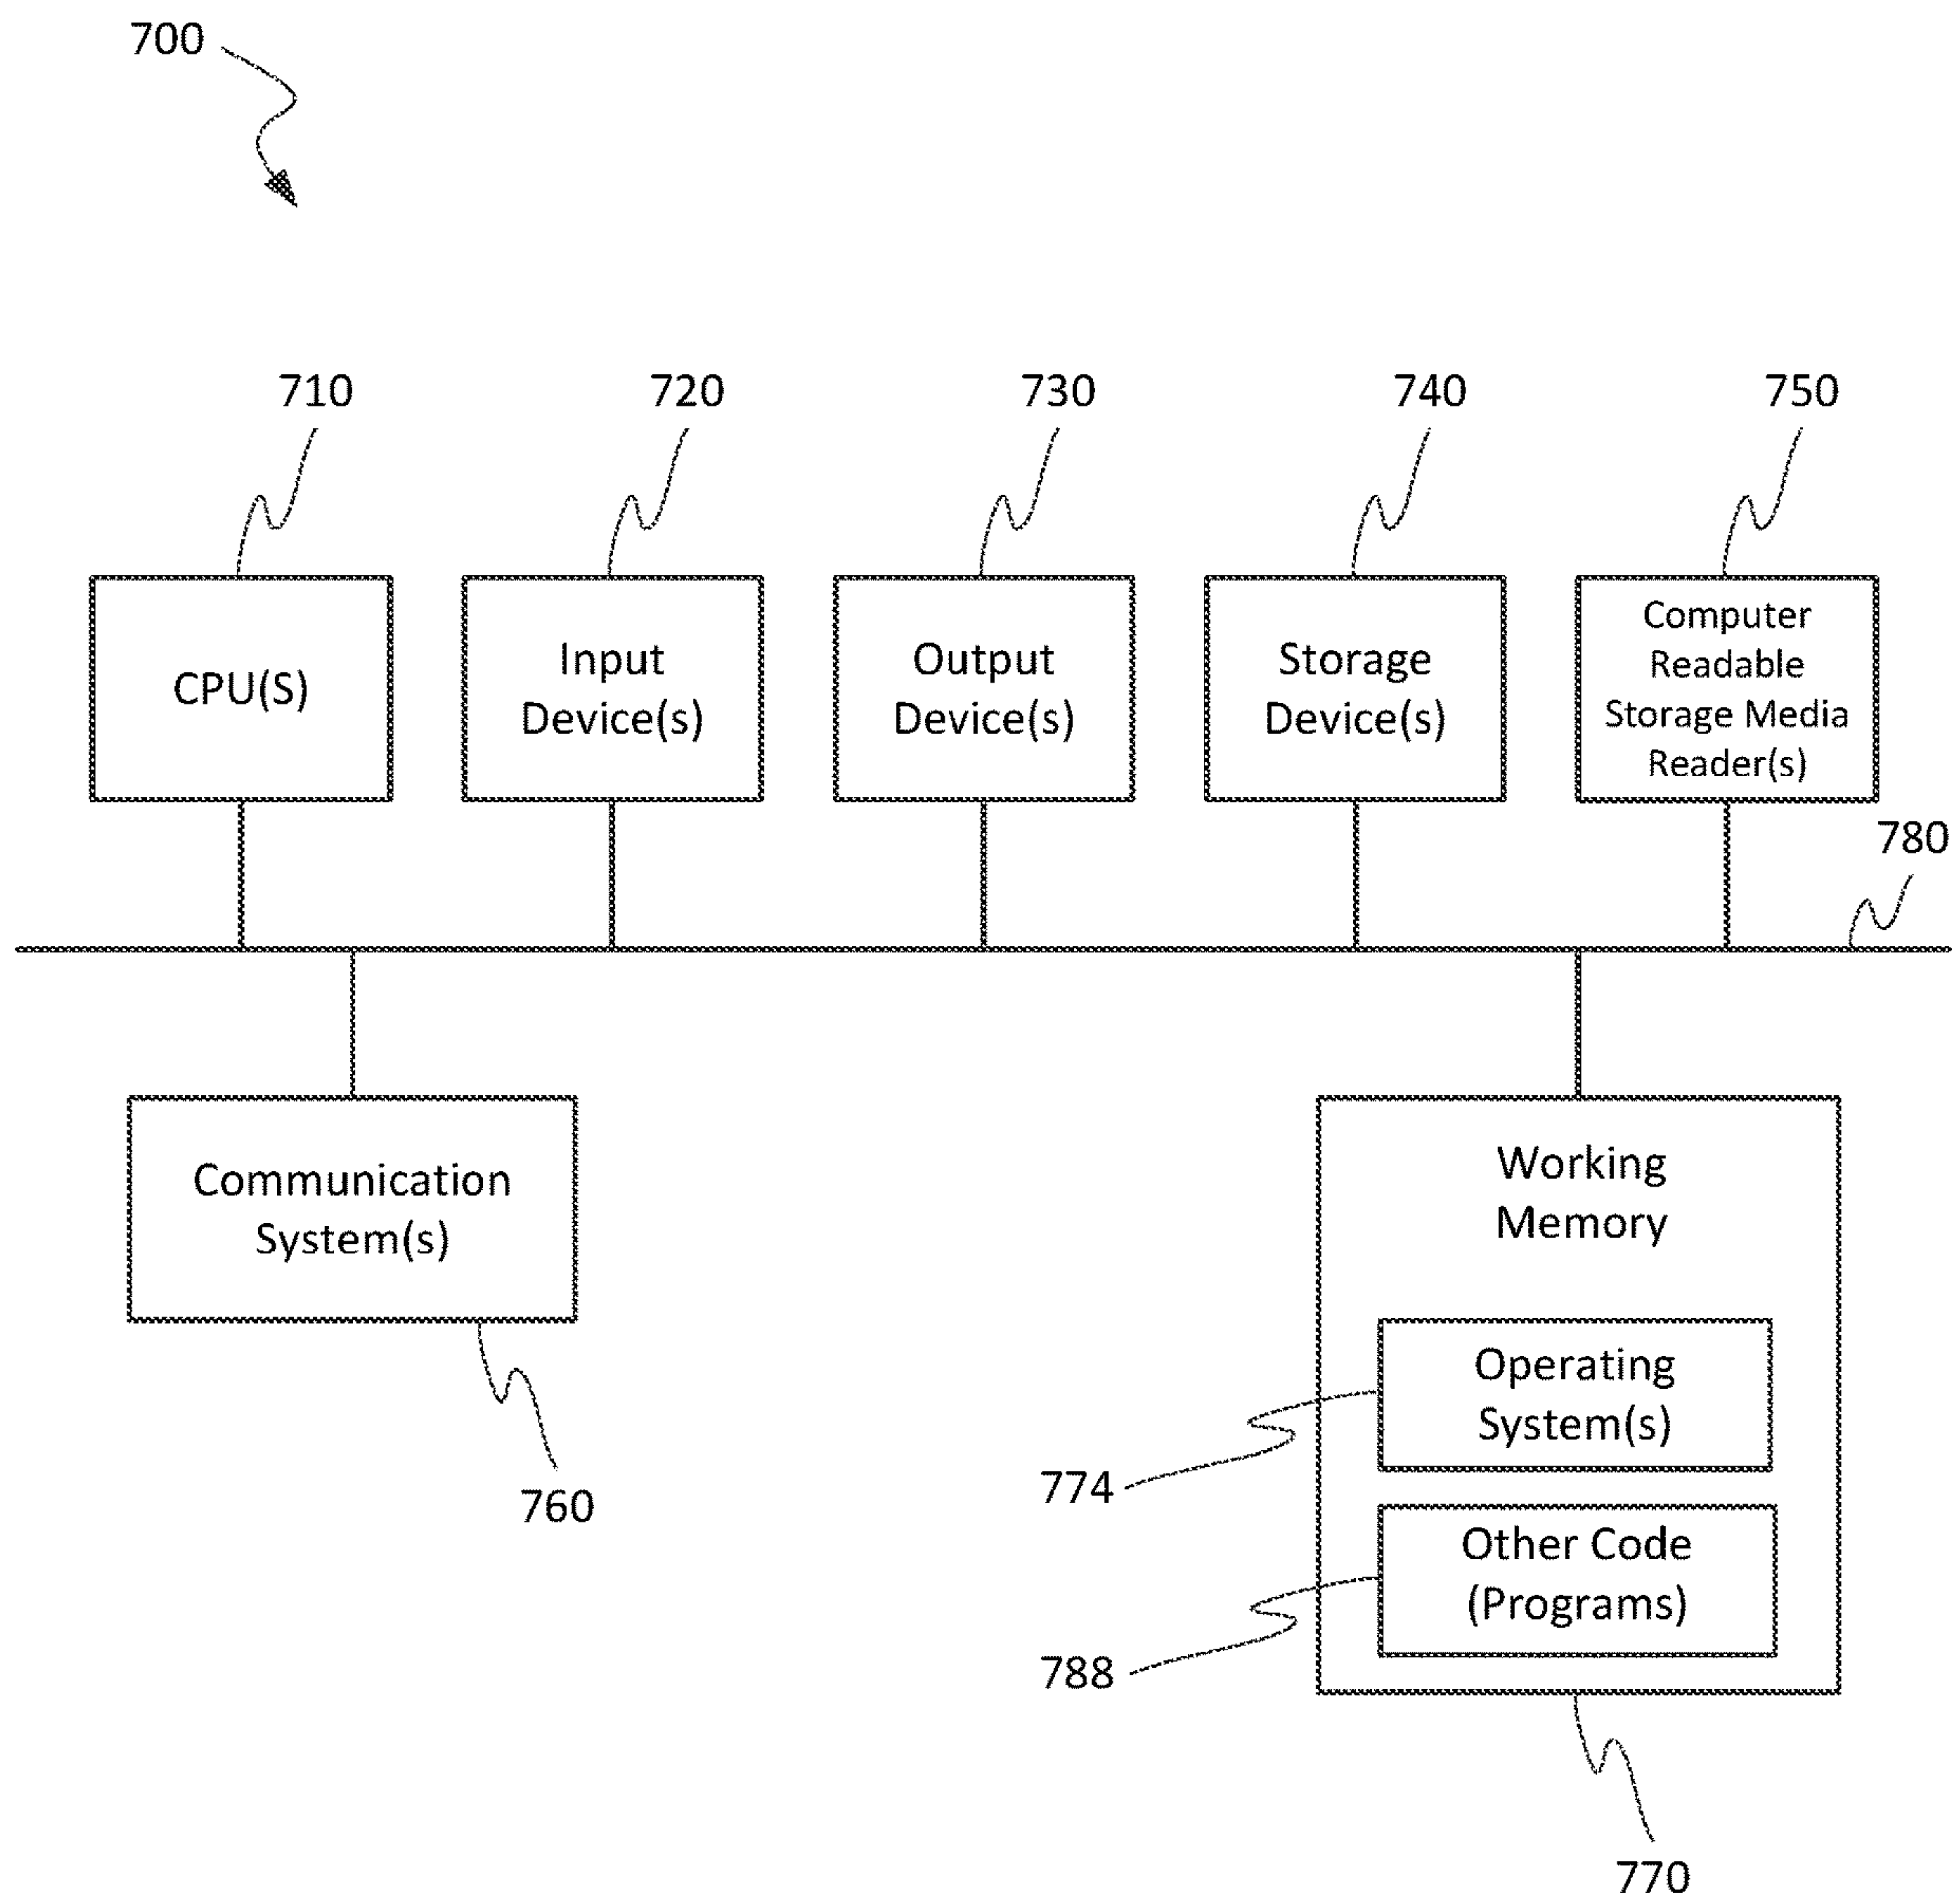 700
710
720
730
740
750
CPU(S)
Input
Device(s)
Output
Device(s)
Storage
Device(s)
Computer
Readable
Storage Media
Reader(s)
780
Communication
System(s)
760
Working
Memory
Operating
System(s)
774
Other Code
(Programs)
788
770